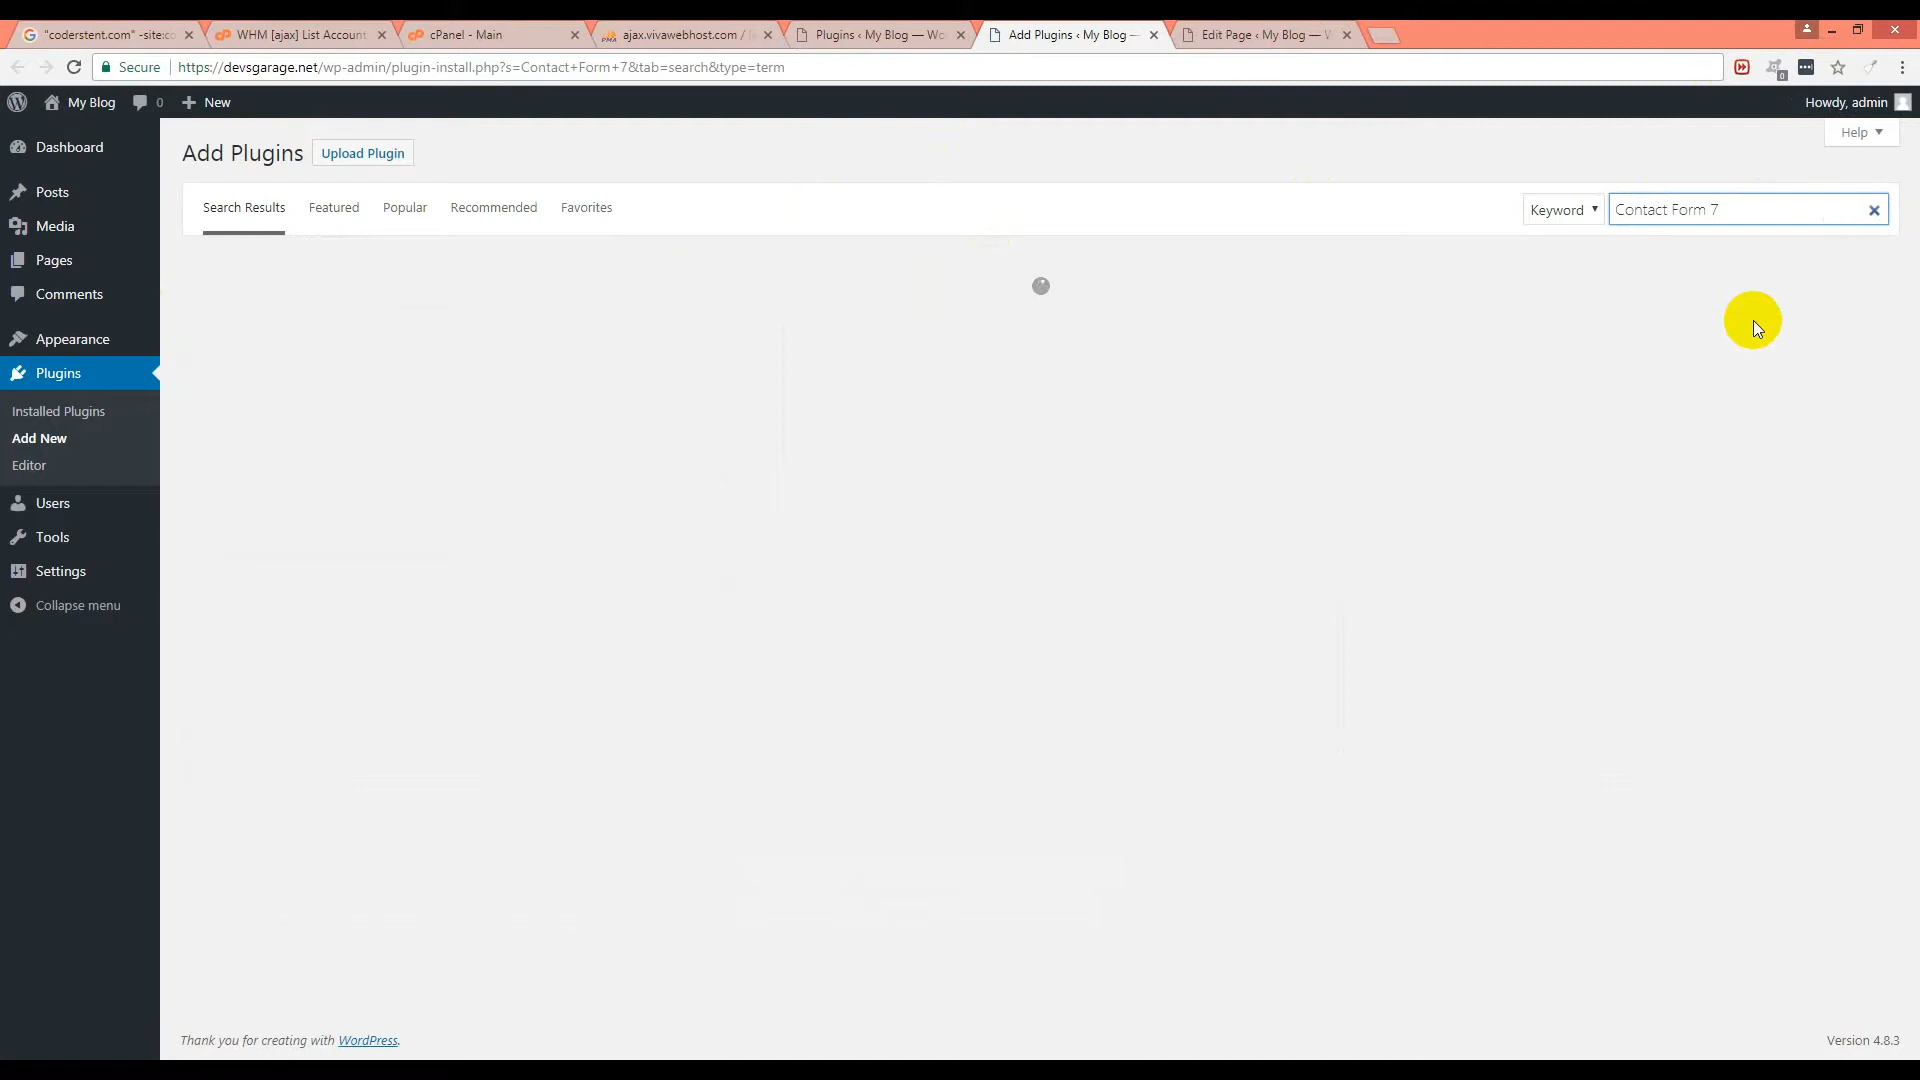 "coderstent.com" -site:co
WHM [ajax] List Account
cPanel - Main
ajax.vivawebhost.com / l
Plugins ‹ My Blog — Wo
Add Plugins ‹ My Blog —
Edit Page ‹ My Blog — W
Secure
https://devsgarage.net/wp-admin/plugin-install.php?s=Contact+Form+7&tab=search&type=term
0
My Blog
0
New
Howdy, admin
Help
Dashboard
Posts
Media
Pages
Comments
Appearance
Plugins
Installed Plugins
Add New
Editor
Users
Tools
Settings
Collapse menu
Add Plugins
Upload Plugin
Search Results
Featured
Popular
Recommended
Favorites
Keyword
Contact Form 7
Thank you for creating with WordPress.
Version 4.8.3